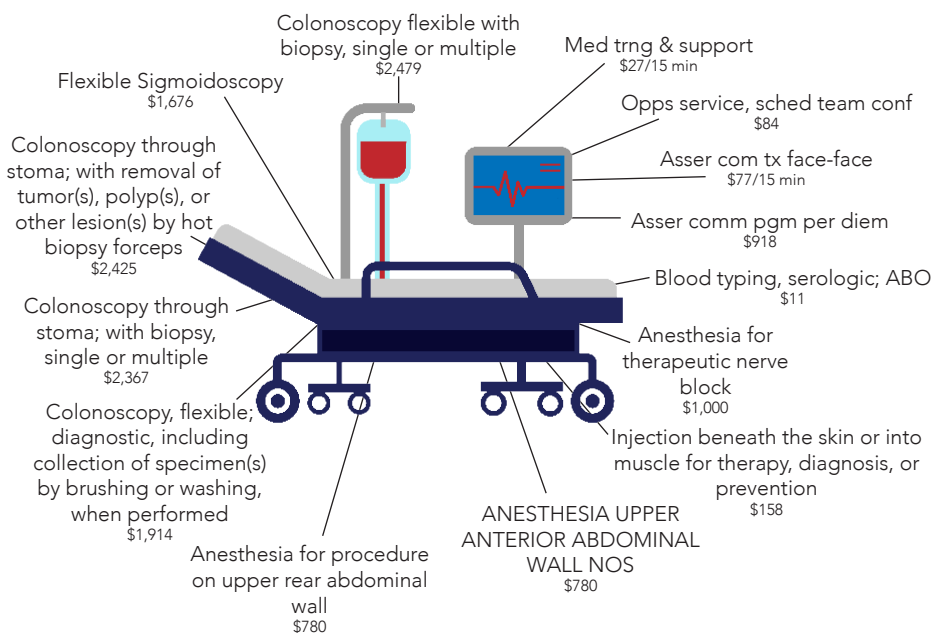 Colonoscopy flexible with
biopsy, single or multiple
$2,479
Med trng & support
$27/15 min
Flexible Sigmoidoscopy
$1,676
Opps service, sched team conf
$84
Colonoscopy through
stoma; with removal of
tumor(s), polyp(s), or
other lesion(s) by hot
biopsy forceps
$2,425
Asser com tx face-face
$77/15 min
Asser comm pgm per diem
$918
Blood typing, serologic; ABO
$11
Colonoscopy through
stoma; with biopsy,
single or multiple
$2,367
Anesthesia for
therapeutic nerve
block
$1,000
Colonoscopy, flexible;
diagnostic, including
collection of specimen(s)
by brushing or washing,
when performed
$1,914
Injection beneath the skin or into
muscle for therapy, diagnosis, or
prevention
$158
ANESTHESIA UPPER
ANTERIOR ABDOMINAL
WALL NOS
$780
Anesthesia for procedure
on upper rear abdominal
wall
$780